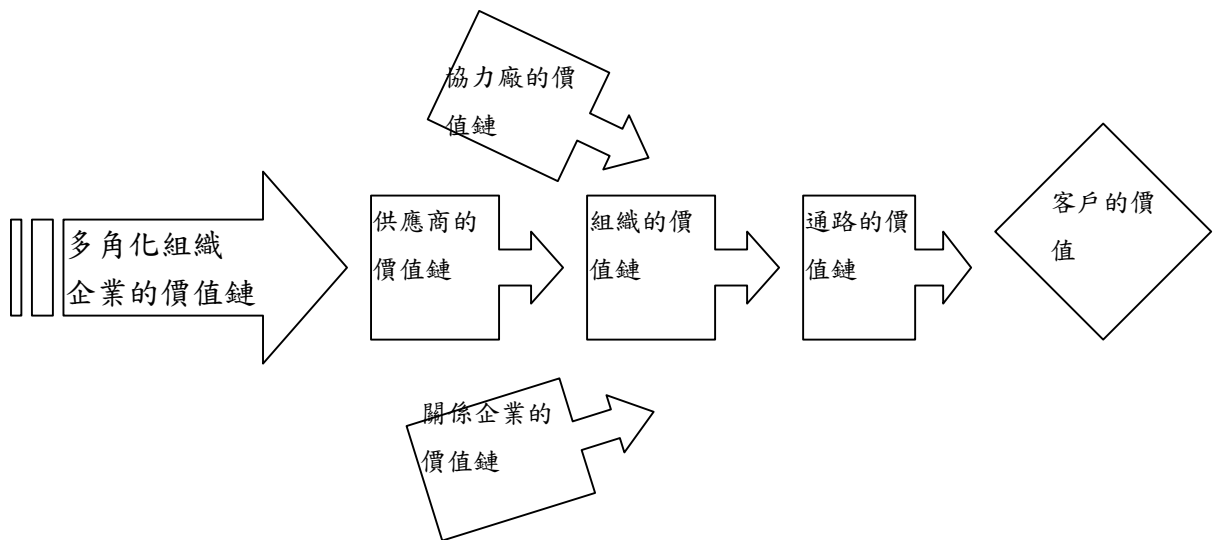 協力廠的價
值鏈
多角化組織
企業的價值鏈
供應商的
價值鏈
組織的價
值鏈
通路的價
值鏈
客戶的價
值
關係企業的
價值鏈